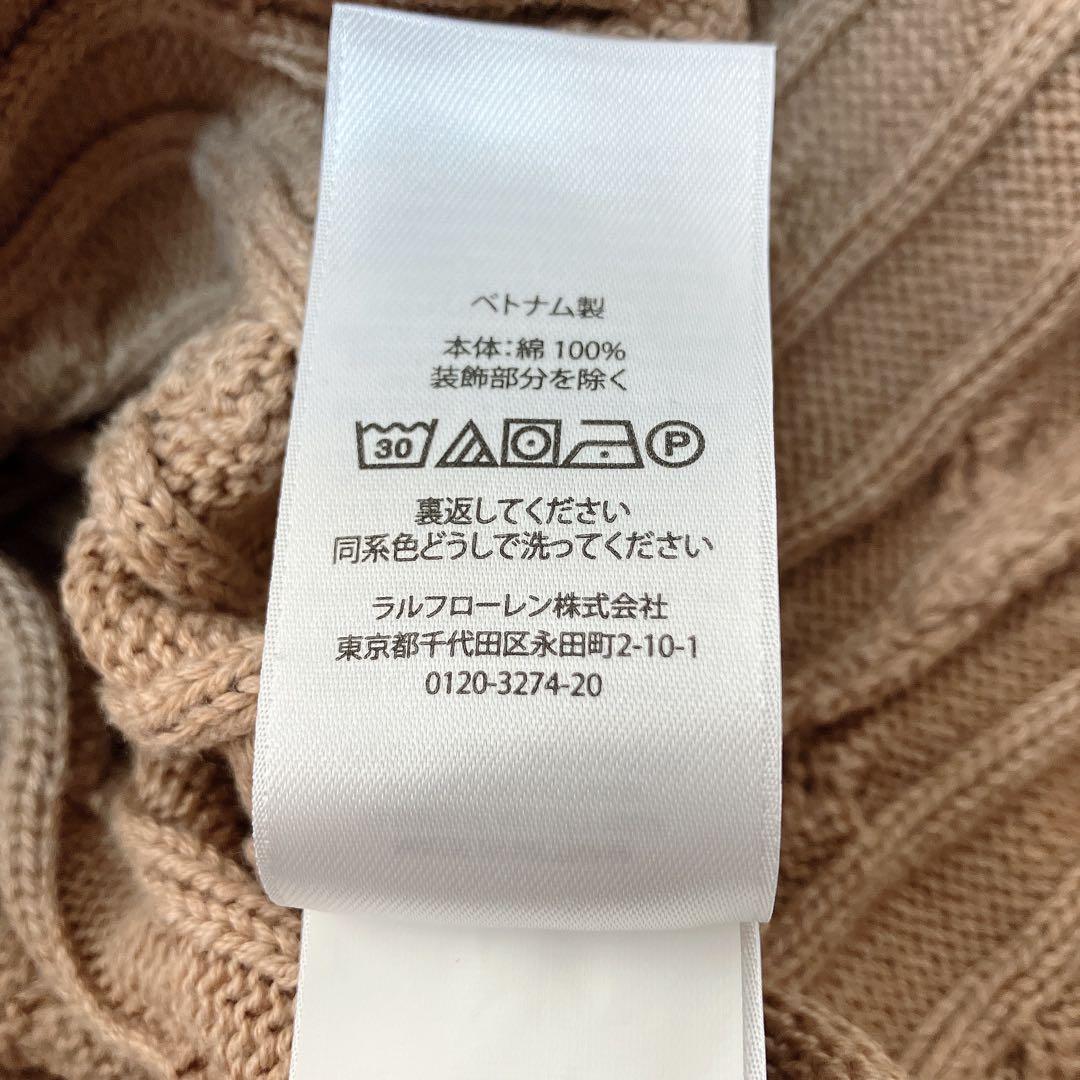 ベトナム製
本体：綿 100%
装飾部分を除く
30 P
裏返してください
同系色どうしで洗ってください
ラルフローレン株式会社
東京都千代田区永田町2-10-1
0120-3274-20